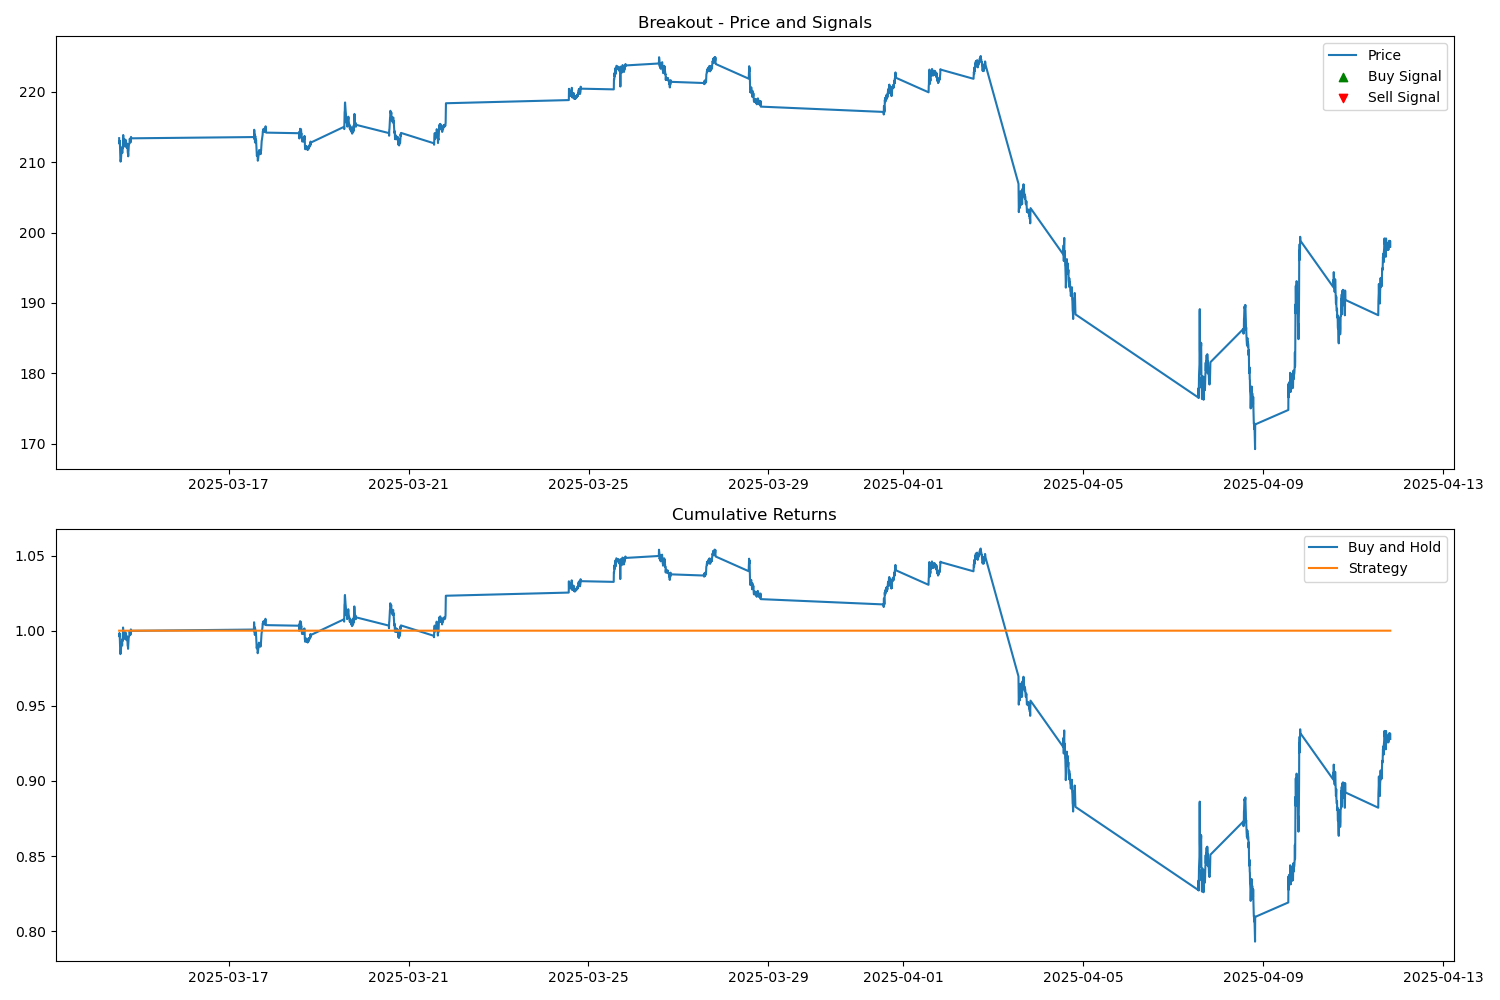 Breakout - Price and Signals
Price
Buy Signal
Sell Signal
220
210
200
190
180
170
2025-03-17 2025-03-21 2025-03-25 2025-03-29 2025-04-01 2025-04-05 2025-04-09 2025-04-13
Cumulative Returns
Buy and Hold
Strategy
1.05
1.00
0.95
0.90
0.85
0.80
2025-03-17 2025-03-21 2025-03-25 2025-03-29 2025-04-01 2025-04-05 2025-04-09 2025-04-13